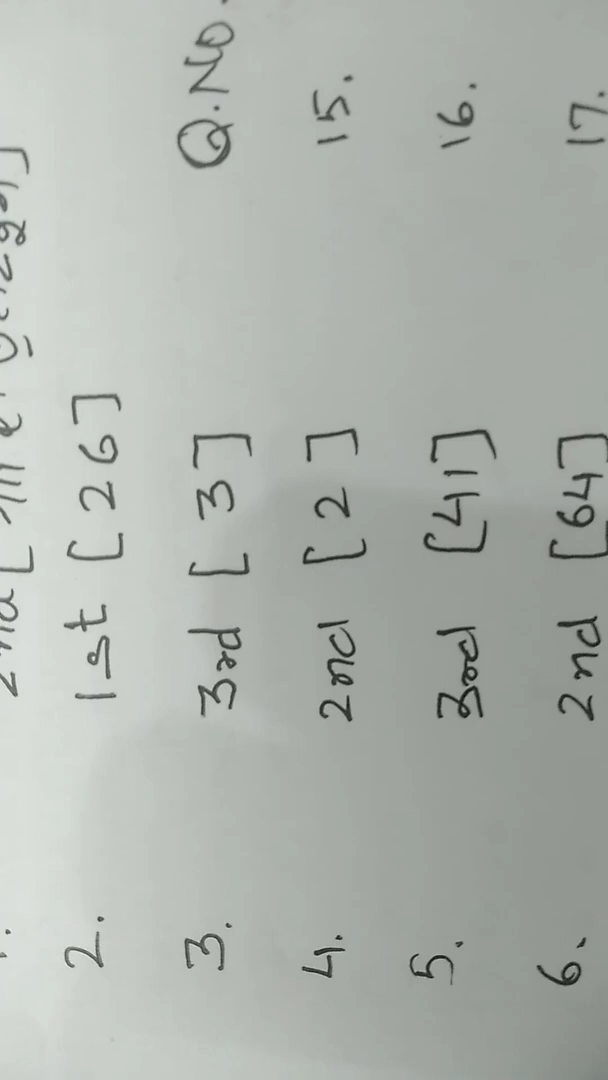 2. 1st [26]
3. 3rd [3] Q.No.
4. 2nd [2] 15.
5. 3rd [41] 16.
6. 2nd [64] 17.